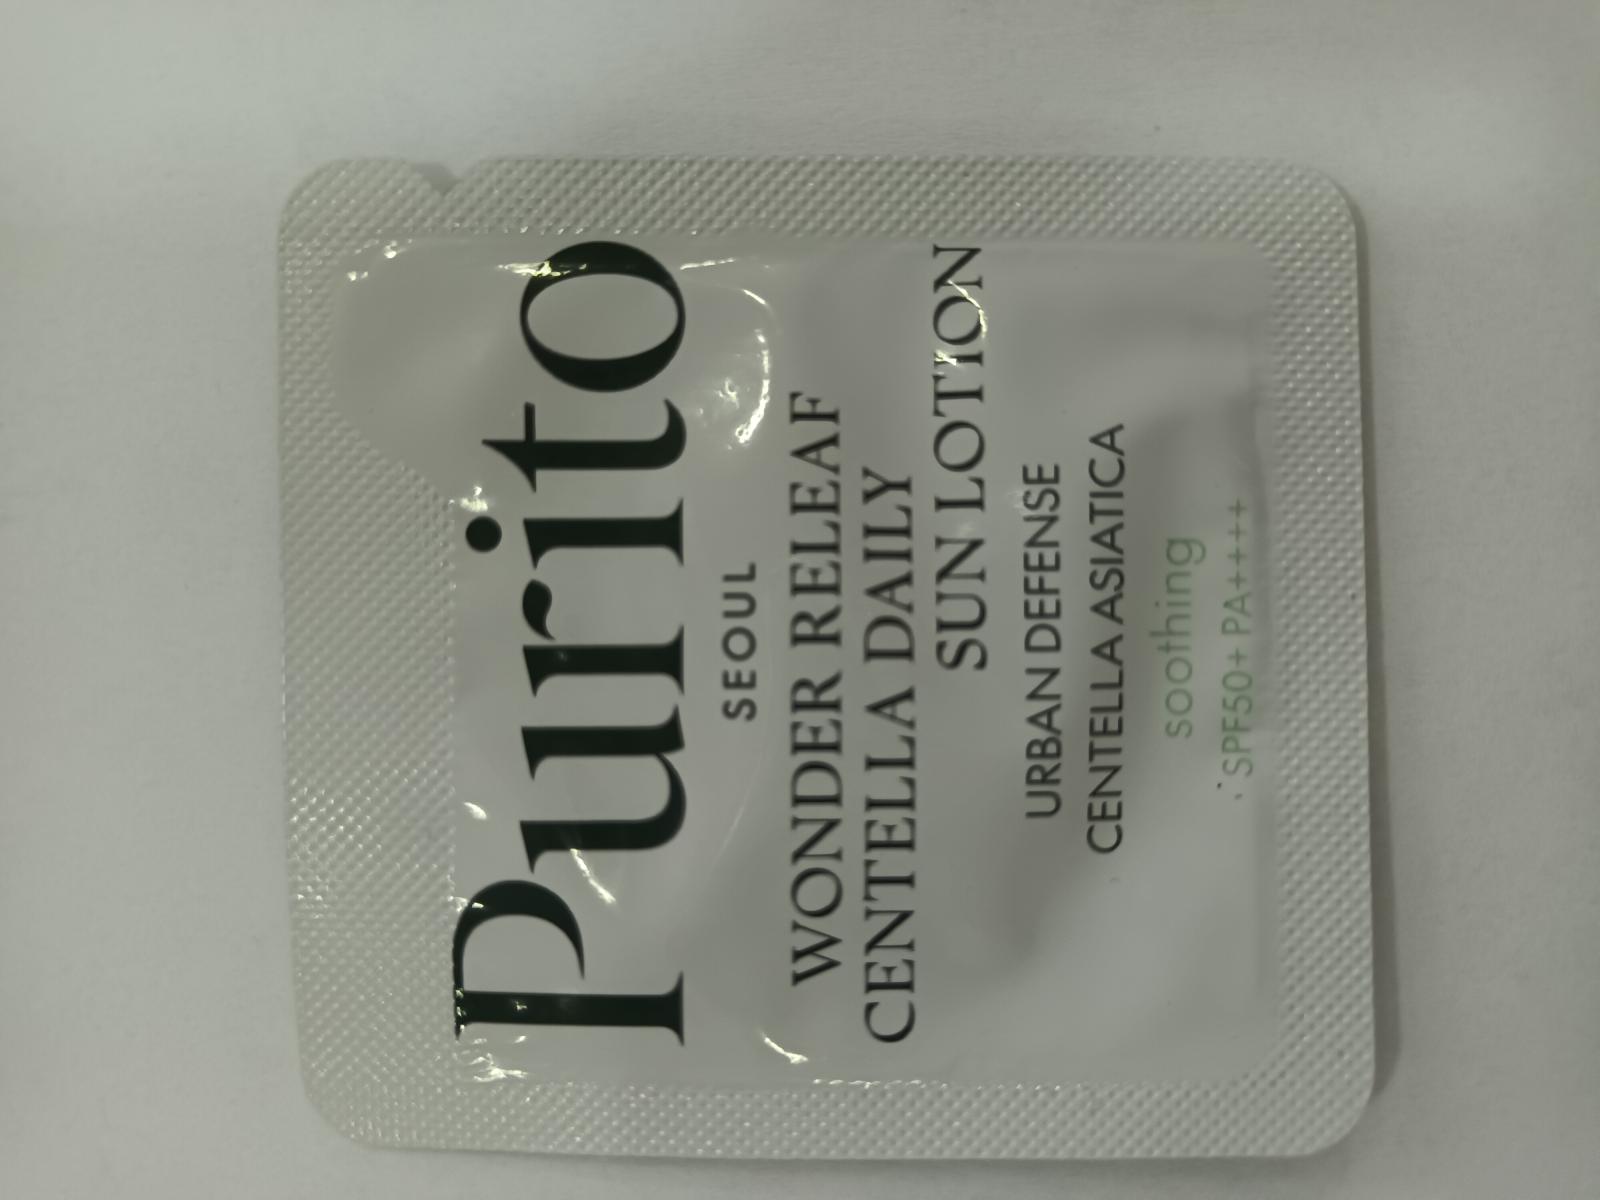 Purito
SEOUL
WONDER RELEAF
CENTELLA DAILY
SUN LOTION
URBAN DEFENSE
CENTELLA ASIATICA
soothing
SPF50+ PA++++